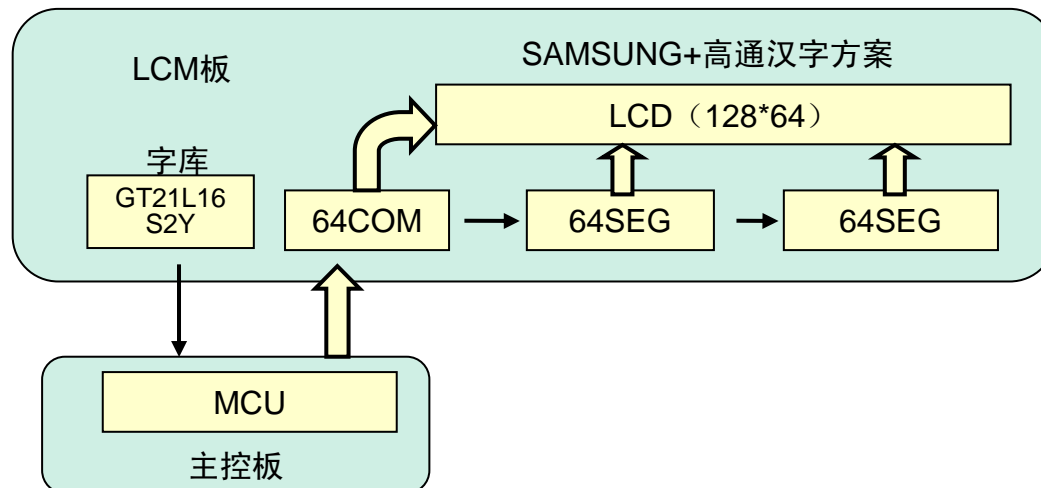 SAMSUNG+高通汉字方案
LCM板
LCD（128*64）
字库
GT21L16
S2Y
64COM
64SEG
64SEG
MCU
主控板